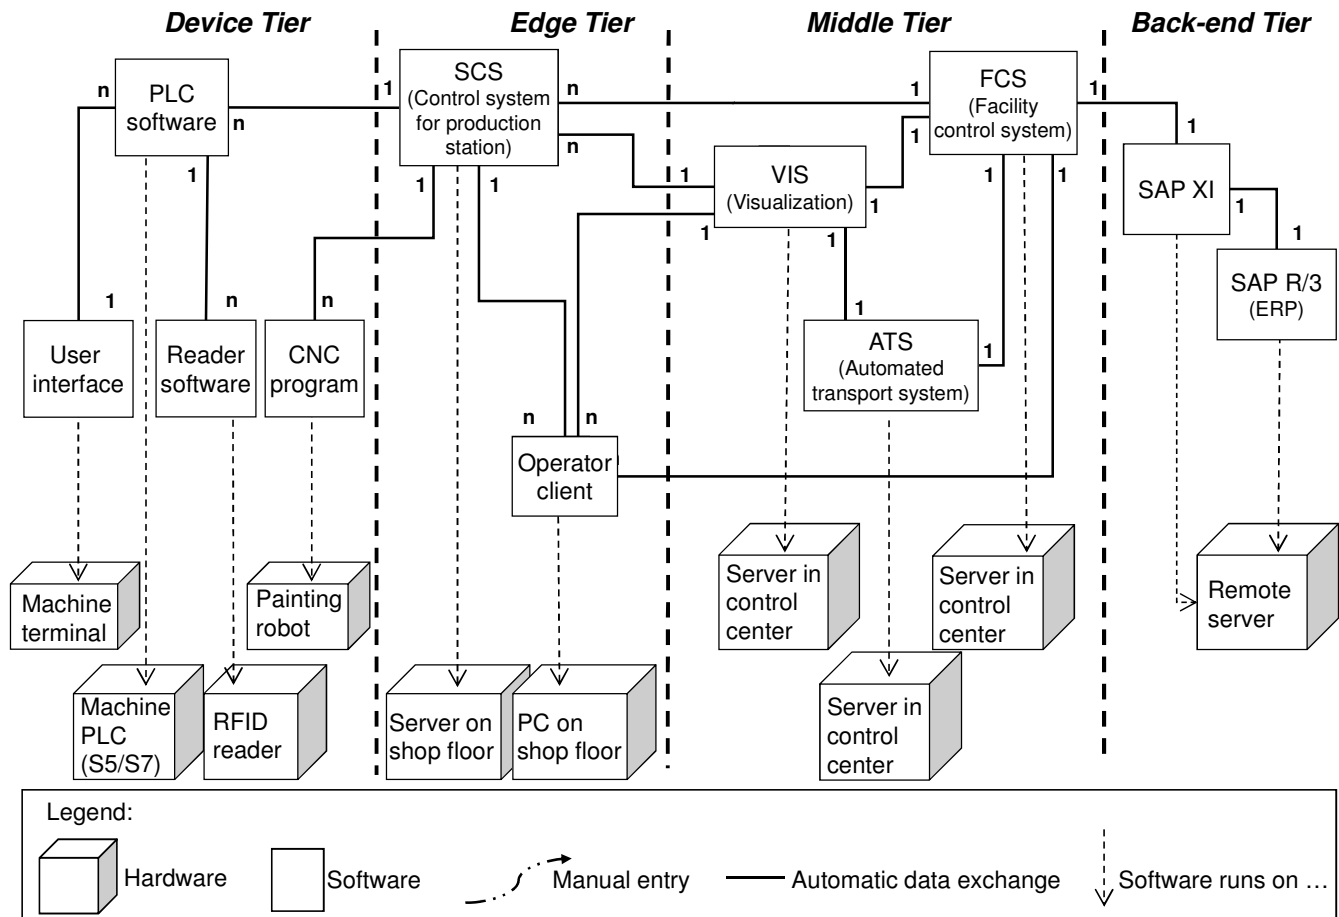 Device Tier
Edge Tier
Middle Tier
Back-end Tier
n
PLC
software
n
1
1
SCS
(Control system
for production
station)
n
n
1
1
1
FCS
(Facility
control system)
1
1
1
1
1
VIS
(Visualization)
1
1
1
1
SAP XI
1
1
SAP R/3
(ERP)
1
n
n
1
ATS
(Automated
transport system)
1
User
interface
Reader
software
CNC
program
n
n
Operator
client
Machine
terminal
Painting
robot
Server in
control
center
Server in
control
center
Remote
server
Machine
PLC
(S5/S7)
RFID
reader
Server on
shop floor
PC on
shop floor
Server in
control
center
Legend:
Hardware
Software
Manual entry
Automatic data exchange
Software runs on …